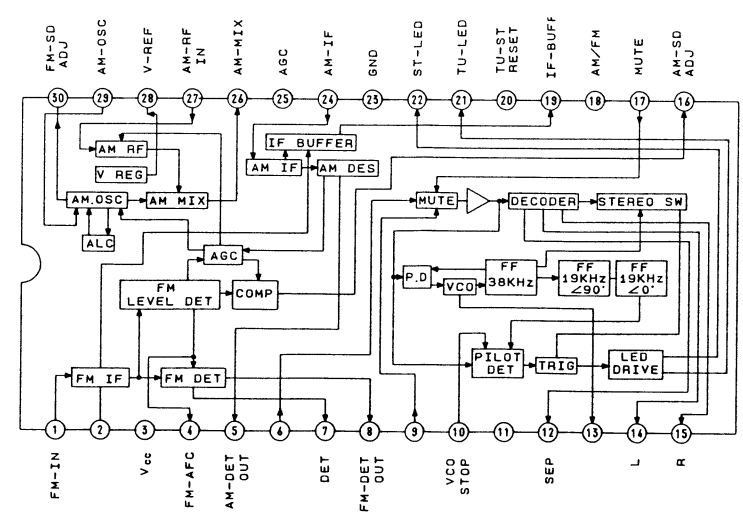 FM-SD ADJ
AM-OSC
V-REF
AM-RF IN
AM-MIX
AGC
AM-IF
GND
ST-LED
TU-LED
TU-ST RESET
IF-BUFF
AM/FM
MUTE
AM-SD ADJ
30 29 28 27 26 25 24 23 22 21 20 19 18 17 16
IF BUFFER
AM RF
AM IF
AM DES
V REG
AM.OSC
AM MIX
MUTE
DECODER
STEREO SW
ALC
AGC
FM LEVEL DET
COMP
P.D
VCO
FF 38KHz
FF 19KHz ∠90°
FF 19KHz ∠0°
FM IF
FM DET
PILOT DET
TRIG
LED DRIVE
1 2 3 4 5 6 7 8 9 10 11 12 13 14 15
FM-IN
Vcc
FM-AFC
AM-DET OUT
DET
FM-DET OUT
VCO STOP
SEP
L
R